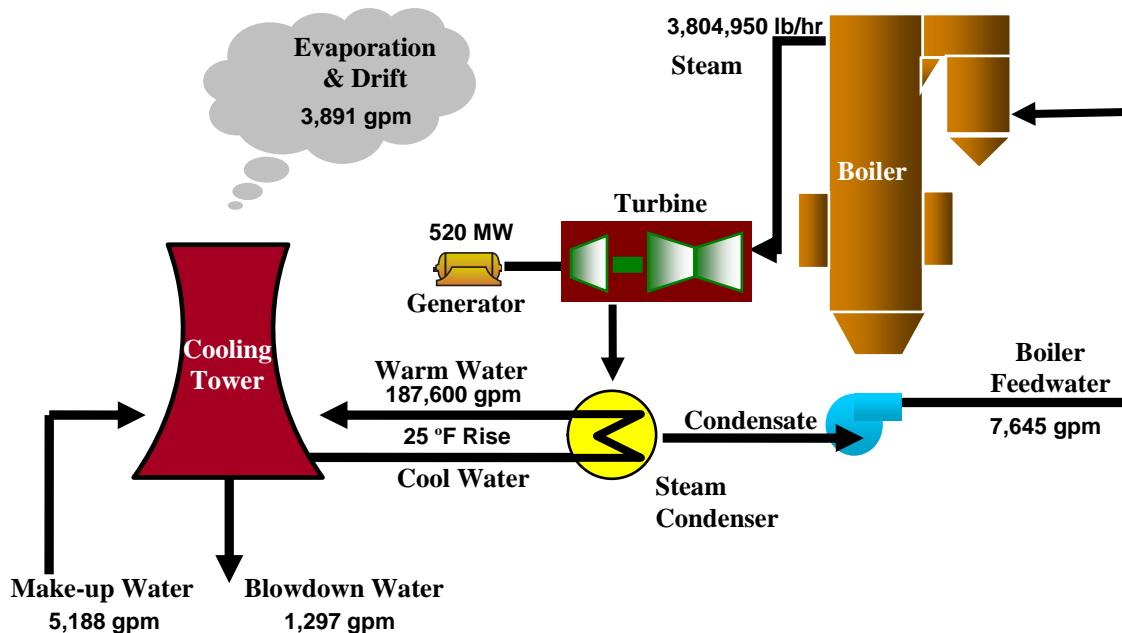 Evaporation
& Drift
3,891 gpm
3,804,950 lb/hr
Steam
Boiler
Turbine
520 MW
Generator
Cooling
Tower
Warm Water
187,600 gpm
25 ºF Rise
Cool Water
Condensate
Boiler
Feedwater
7,645 gpm
Steam
Condenser
Make-up Water
5,188 gpm
Blowdown Water
1,297 gpm